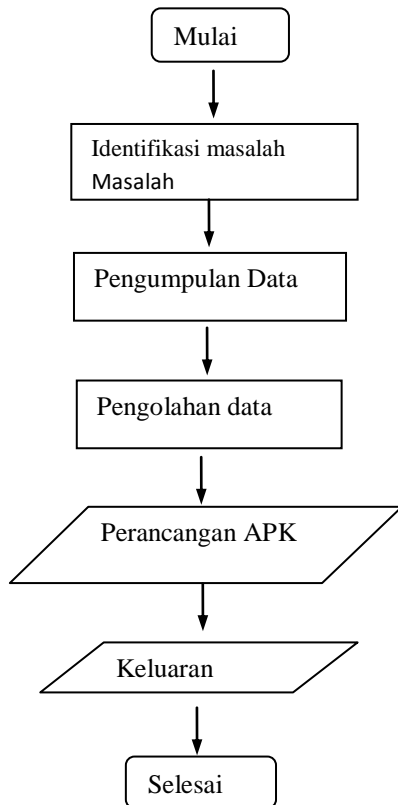 Mulai
Identifikasi masalah
Masalah
Pengumpulan Data
Pengolahan data
Perancangan APK
Keluaran
Selesai